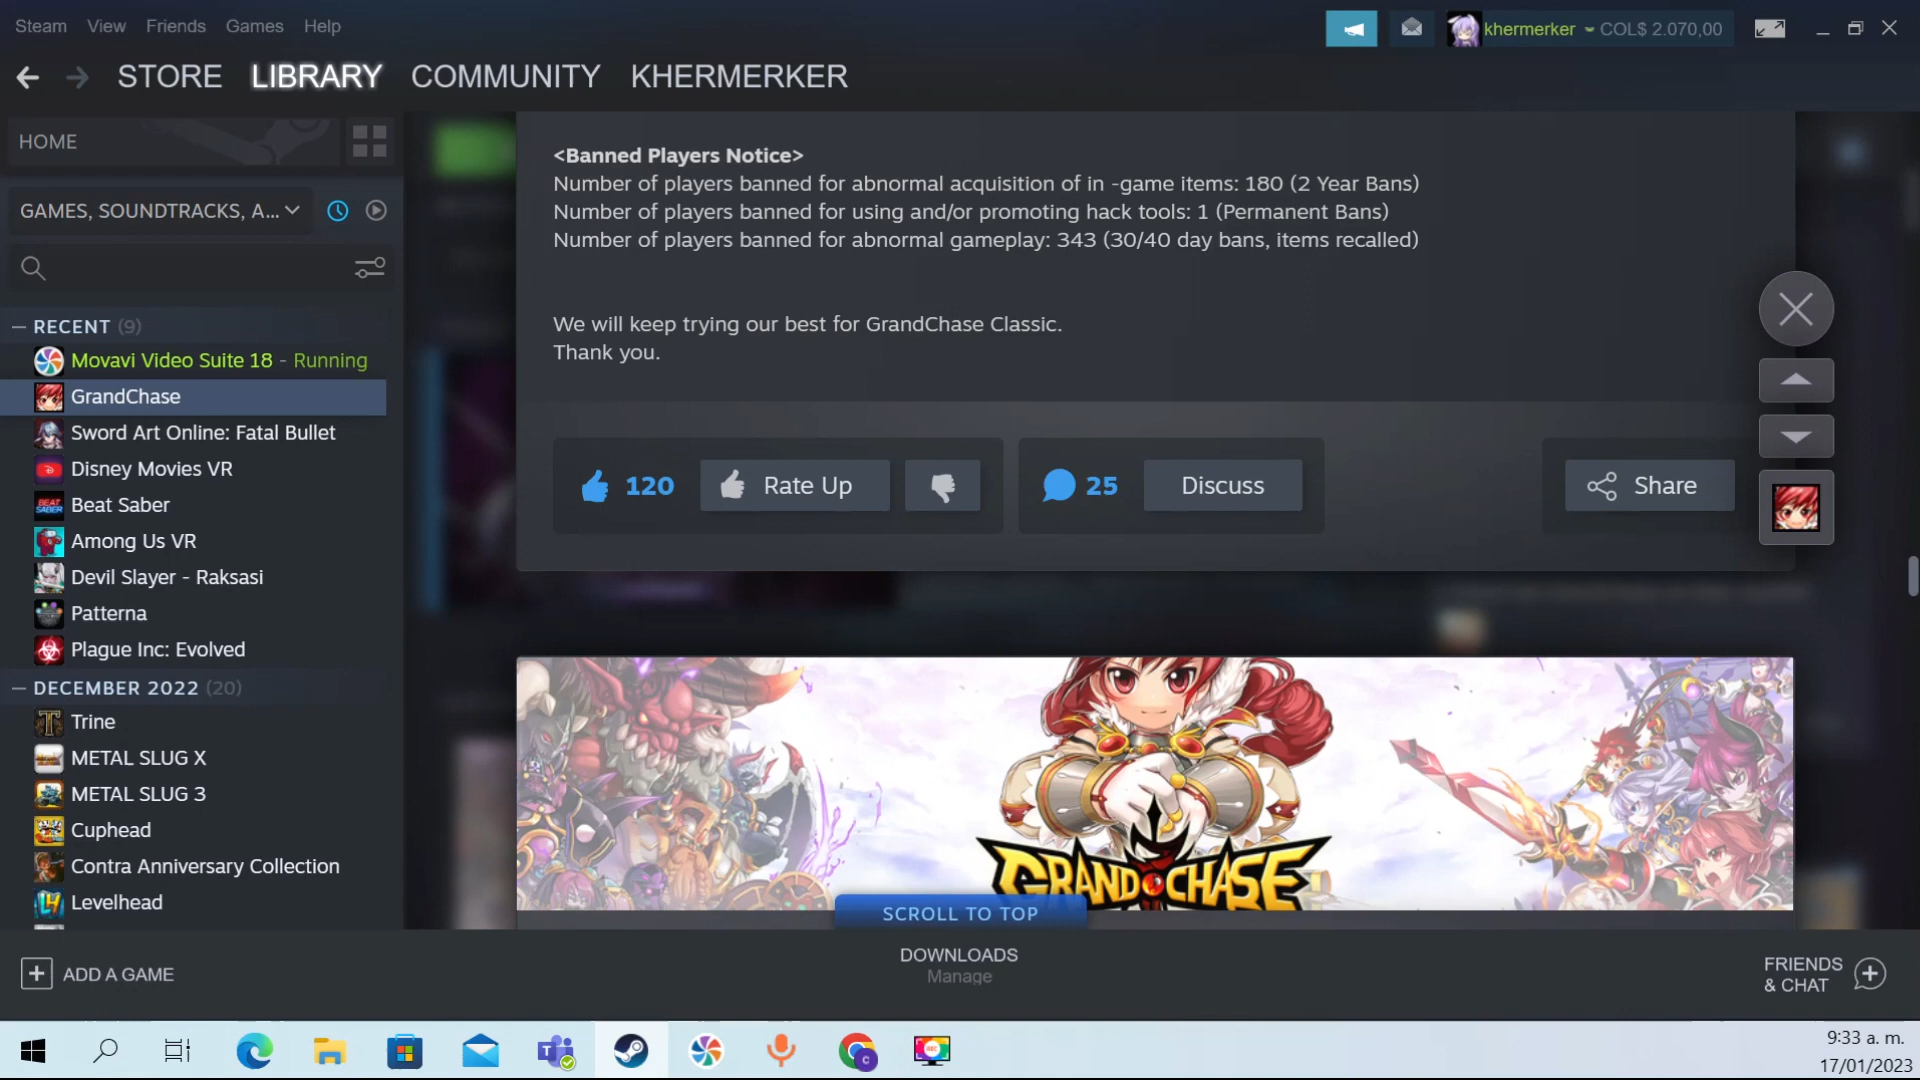 Steam View Friends Games Help
khermerker COL$ 2.070,00
STORE LIBRARY COMMUNITY KHERMERKER
HOME
GAMES, SOUNDTRACKS, A...
— RECENT (9)
Movavi Video Suite 18 - Running
GrandChase
Sword Art Online: Fatal Bullet
Disney Movies VR
Beat Saber
Among Us VR
Devil Slayer - Raksasi
Patterna
Plague Inc: Evolved
— DECEMBER 2022 (20)
Trine
METAL SLUG X
METAL SLUG 3
Cuphead
Contra Anniversary Collection
Levelhead
<Banned Players Notice>
Number of players banned for abnormal acquisition of in -game items: 180 (2 Year Bans)
Number of players banned for using and/or promoting hack tools: 1 (Permanent Bans)
Number of players banned for abnormal gameplay: 343 (30/40 day bans, items recalled)
We will keep trying our best for GrandChase Classic.
Thank you.
120 Rate Up 25 Discuss Share
GRAND CHASE
SCROLL TO TOP
ADD A GAME
DOWNLOADS
Manage
FRIENDS
& CHAT
9:33 a. m.
17/01/2023